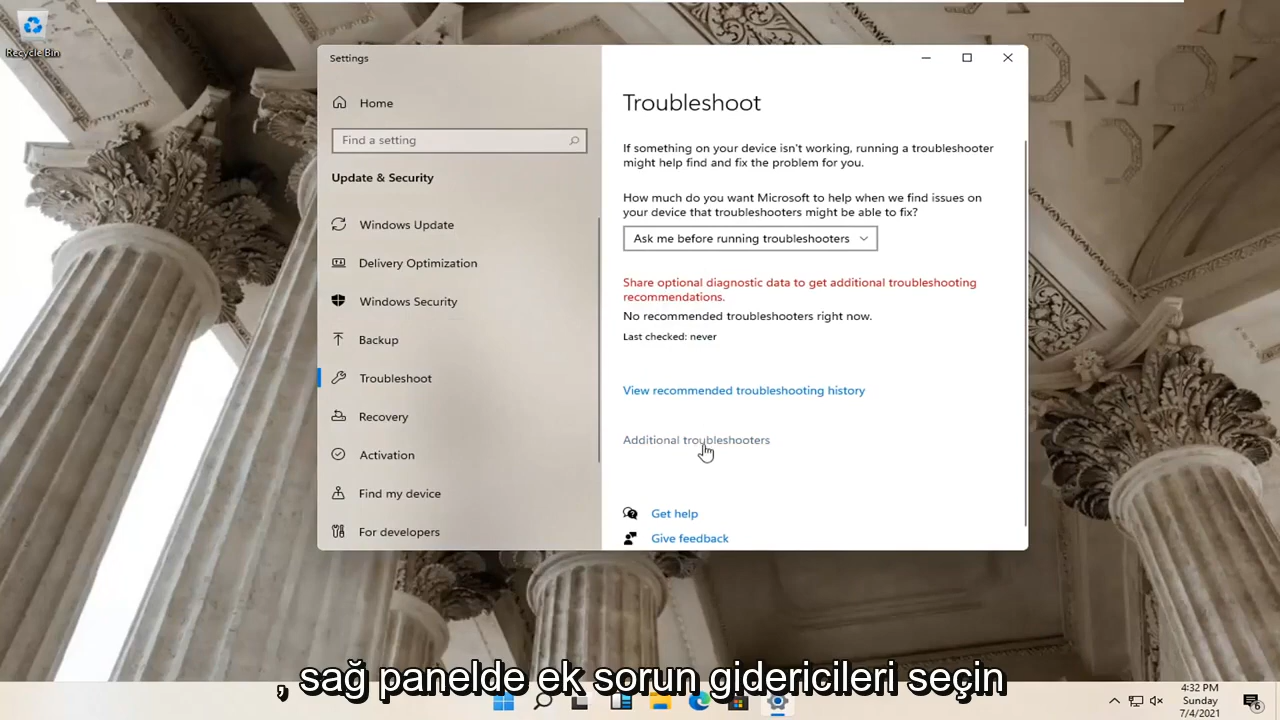 Recycle Bin
Settings
Home
Find a setting
Update & Security
Windows Update
Delivery Optimization
Windows Security
Backup
Troubleshoot
Recovery
Activation
Find my device
For developers
Troubleshoot
If something on your device isn't working, running a troubleshooter
might help find and fix the problem for you.
How much do you want Microsoft to help when we find issues on
your device that troubleshooters might be able to fix?
Ask me before running troubleshooters
Share optional diagnostic data to get additional troubleshooting
recommendations.
No recommended troubleshooters right now.
Last checked: never
View recommended troubleshooting history
Additional troubleshooters
Get help
Give feedback
, sağ panelde ek sorun gidericileri seçin
4:32 PM
Sunday
7/4/2021
6